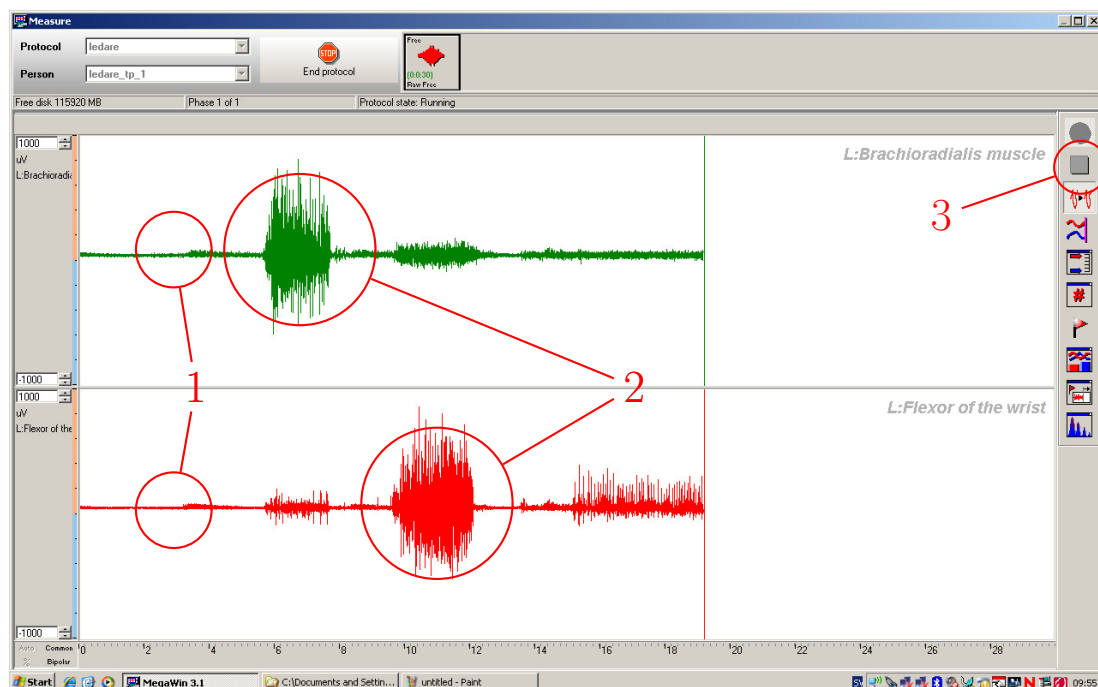 Measure
Protocol
ledare
Person
ledare_tp_1
STOP
End protocol
Free
(0:0:30)
Raw Free
Free disk 115920 MB
Phase 1 of 1
Protocol state: Running
1000
uV
L:Brachioradia
-1000
L:Brachioradialis muscle
3
1
2
1000
uV
L:Flexor of the
-1000
L:Flexor of the wrist
Auto Common
% Bipolar
0 2 4 6 8 10 12 14 16 18 20 22 24 26 28
Start
MegaWin 3.1
C:\Documents and Settin...
untitled - Paint
SV
09:55